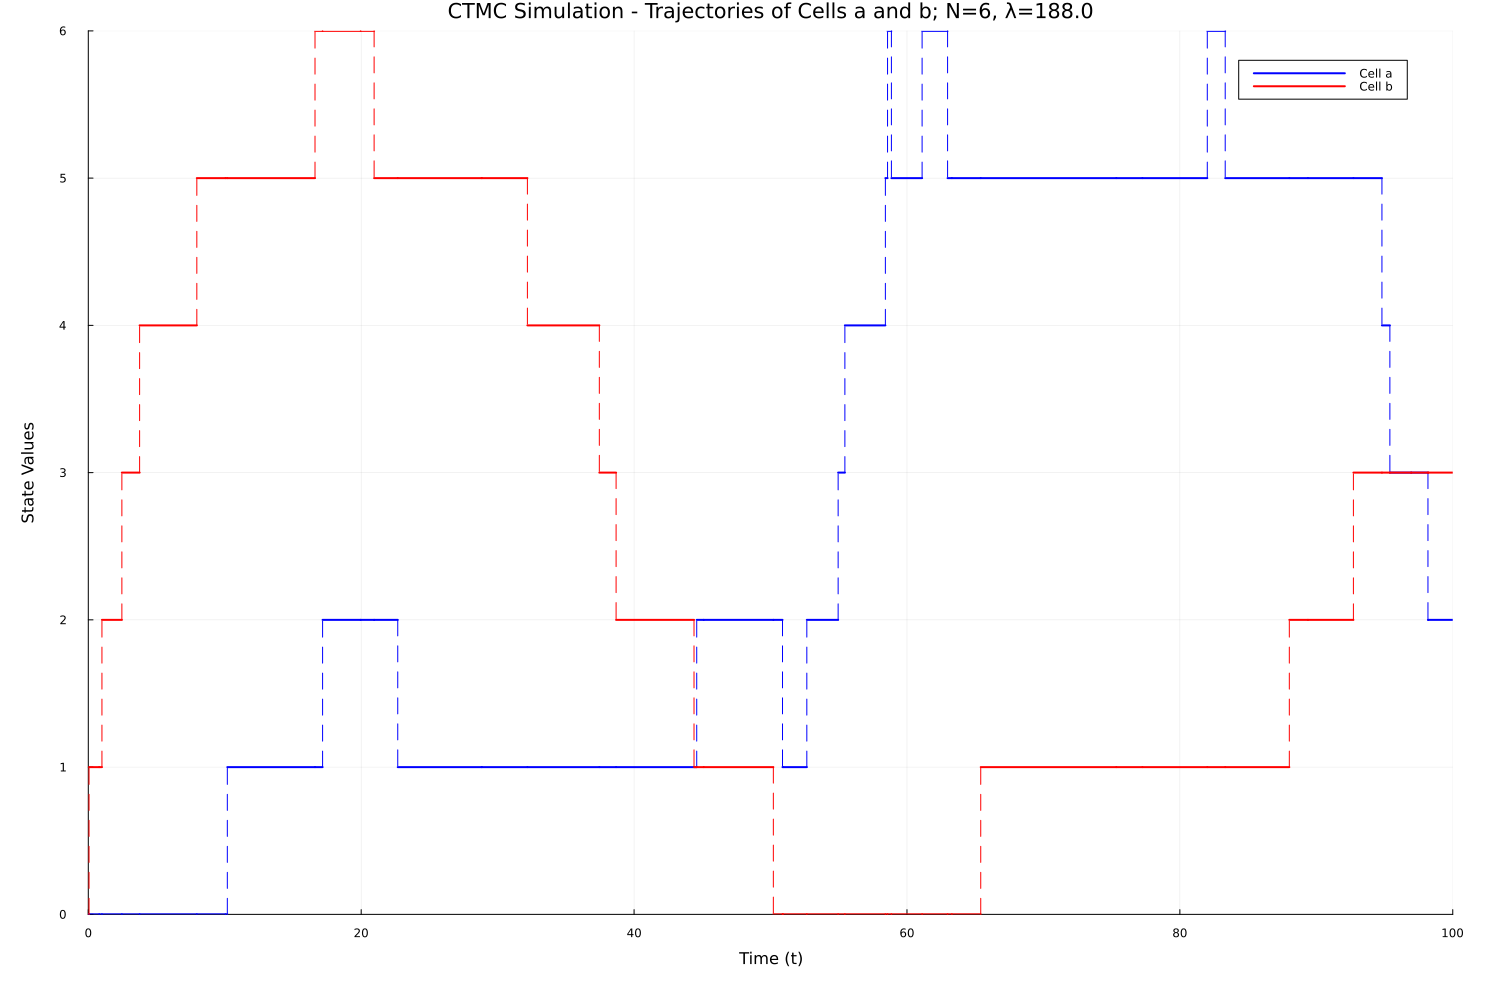 CTMC Simulation - Trajectories of Cells a and b; N=6, λ=188.0
6
Cell a
Cell b
5
4
State Values
3
2
1
0
0 20 40 60 80 100
Time (t)